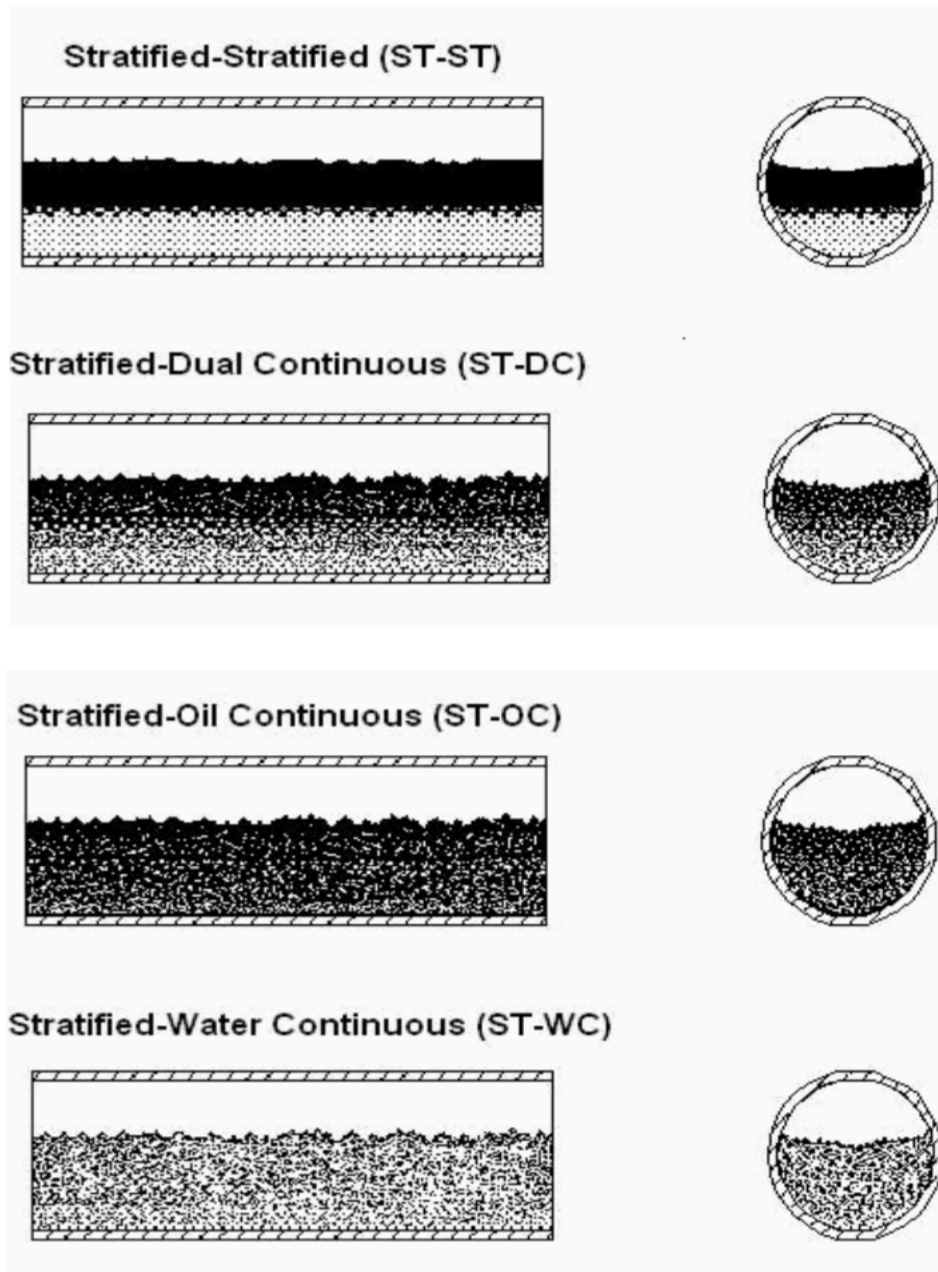 Stratified-Stratified (ST-ST)
Stratified-Dual Continuous (ST-DC)
Stratified-Oil Continuous (ST-OC)
Stratified-Water Continuous (ST-WC)